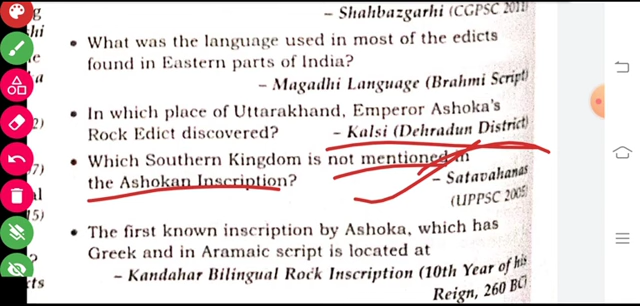 – Shahbazgarhi (CGPSC 2011)
• What was the language used in most of the edicts
found in Eastern parts of India?
– Magadhi Language (Brahmi Script)
• In which place of Uttarakhand, Emperor Ashoka's
Rock Edict discovered? – Kalsi (Dehradun District)
• Which Southern Kingdom is not mentioned in
the Ashokan Inscription? – Satavahanas
(UPPSC 2005)
• The first known inscription by Ashoka, which has
Greek and in Aramaic script is located at
– Kandahar Bilingual Rock Inscription (10th Year of his
Reign, 260 BC)